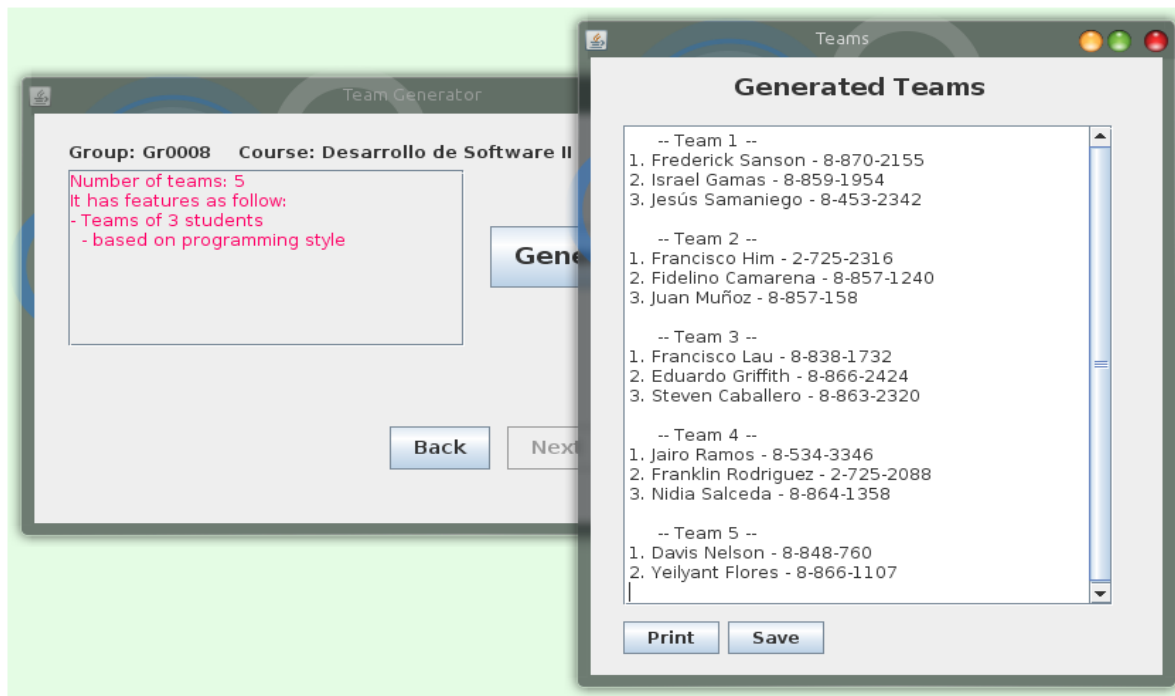 Team Generator
Group: Gr0008 Course: Desarrollo de Software II
Number of teams: 5
It has features as follow:
- Teams of 3 students
- based on programming style
Gene
Back
Next
Teams
Generated Teams
-- Team 1 --
1. Frederick Sanson - 8-870-2155
2. Israel Gamas - 8-859-1954
3. Jesús Samaniego - 8-453-2342
-- Team 2 --
1. Francisco Him - 2-725-2316
2. Fidelino Camarena - 8-857-1240
3. Juan Muñoz - 8-857-158
-- Team 3 --
1. Francisco Lau - 8-838-1732
2. Eduardo Griffith - 8-866-2424
3. Steven Caballero - 8-863-2320
-- Team 4 --
1. Jairo Ramos - 8-534-3346
2. Franklin Rodriguez - 2-725-2088
3. Nidia Salceda - 8-864-1358
-- Team 5 --
1. Davis Nelson - 8-848-760
2. Yeilyant Flores - 8-866-1107
Print
Save